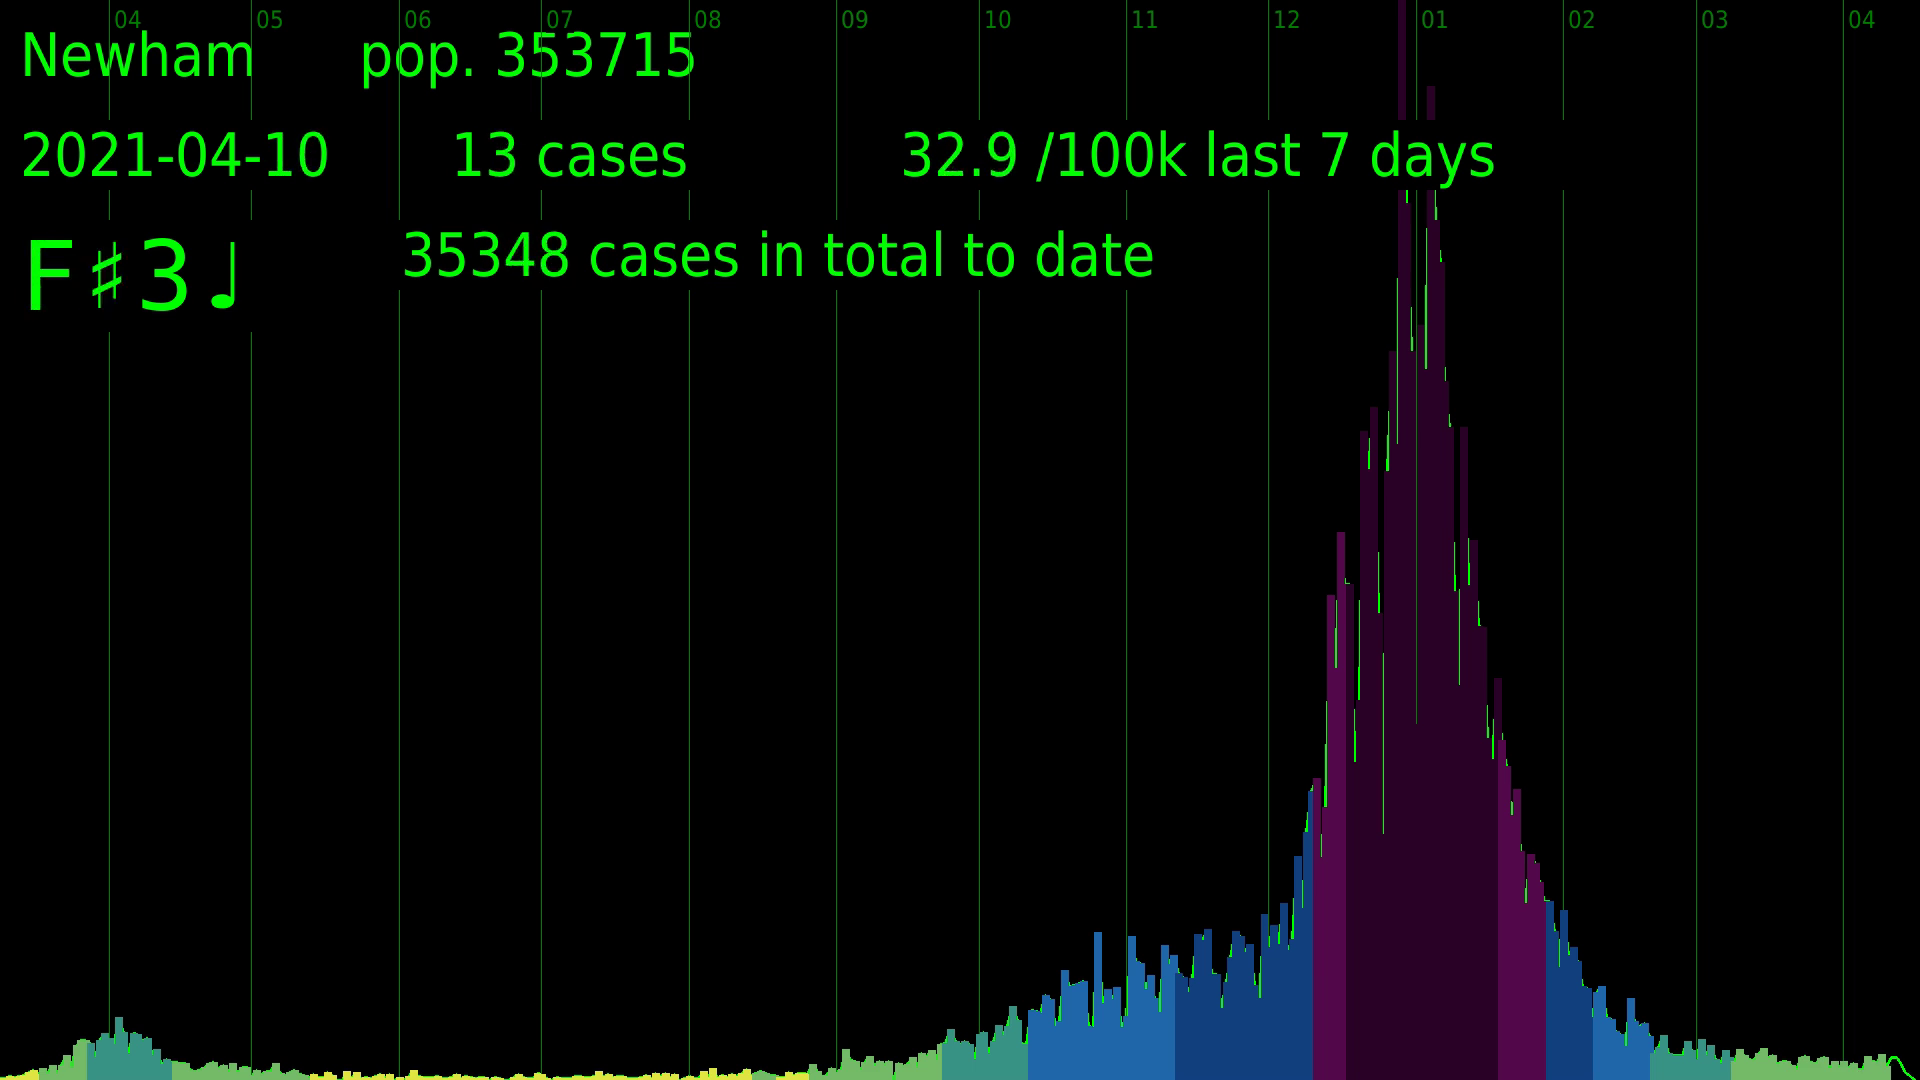 04 05 06 07 08 09 10 11 12 01 02 03 04
Newham pop. 353715
2021-04-10 13 cases 32.9 /100k last 7 days
F♯3♩ 35348 cases in total to date